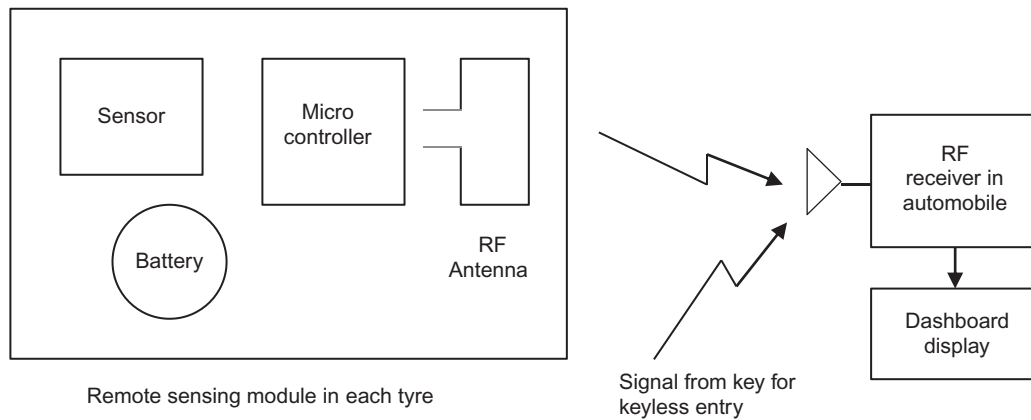 Sensor
Micro
controller
Battery
RF
Antenna
Remote sensing module in each tyre
RF
receiver in
automobile
Dashboard
display
Signal from key for
keyless entry